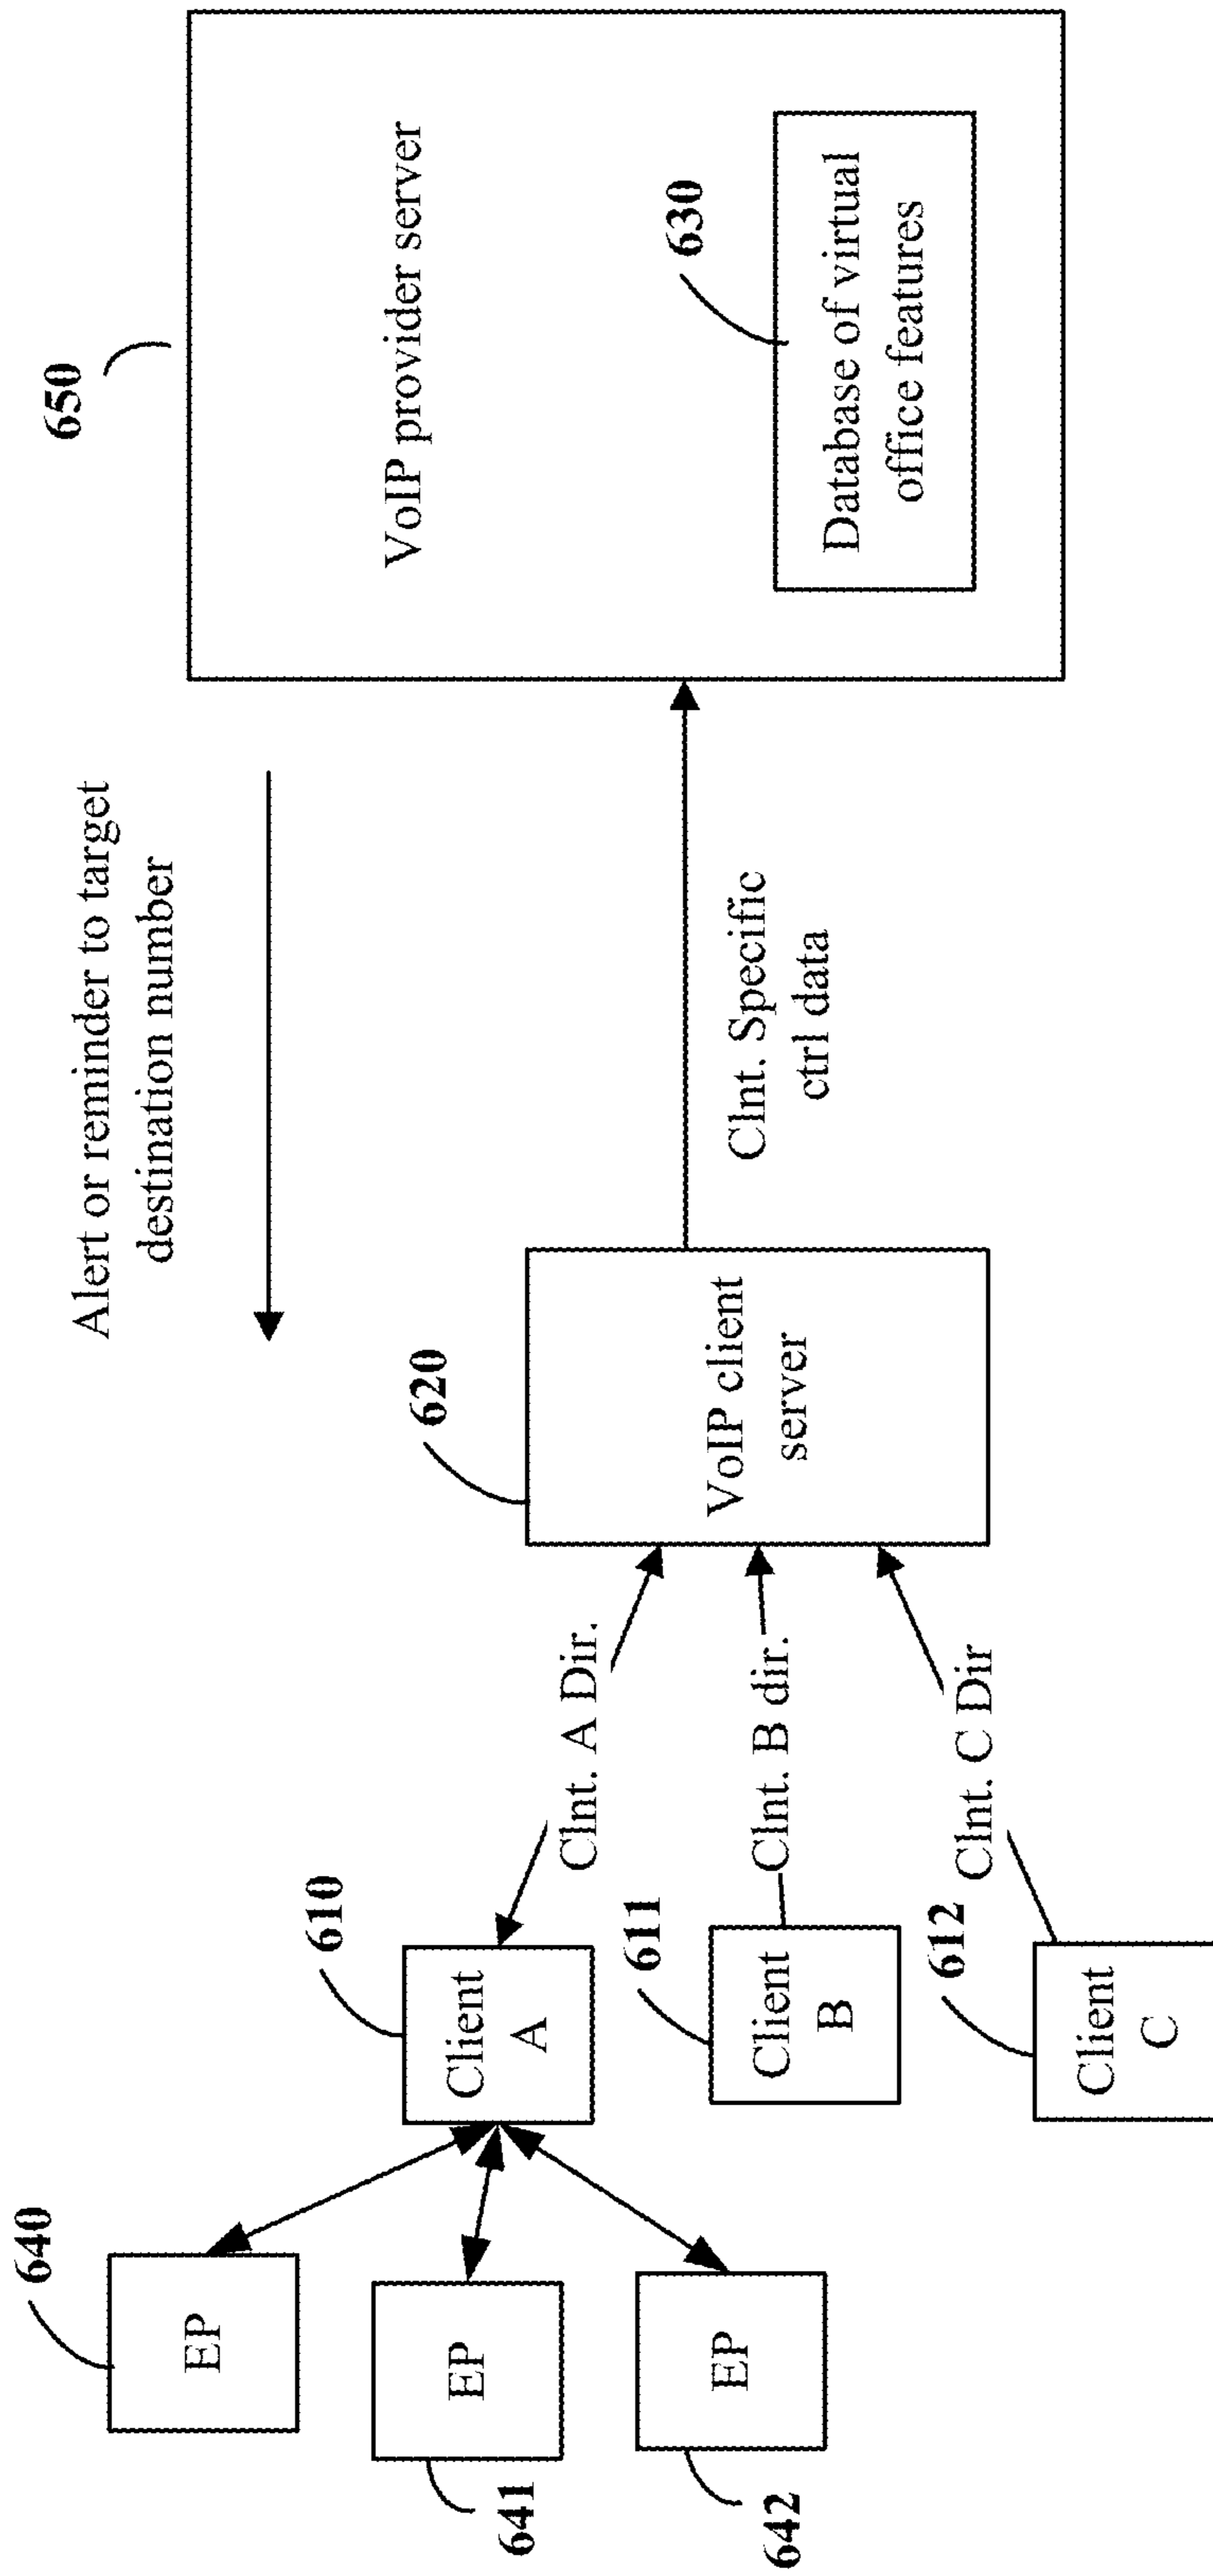 640
EP
641
EP
642
EP
610
Client
A
611
Client
B
612
Client
C
Clnt. A Dir.
Clnt. B dir.
Clnt. C Dir
620
VoIP client
server
Alert or reminder to target
destination number
Clnt. Specific
ctrl data
650
VoIP provider server
630
Database of virtual
office features